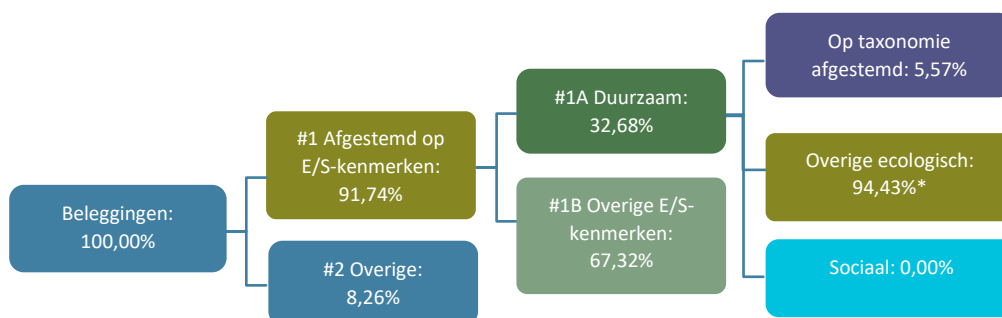 Beleggingen:
100,00%
#1 Afgestemd op
E/S-kenmerken:
91,74%
#2 Overige:
8,26%
#1A Duurzaam:
32,68%
#1B Overige E/S-
kenmerken:
67,32%
Op taxonomie
afgestemd: 5,57%
Overige ecologisch:
94,43%*
Sociaal: 0,00%